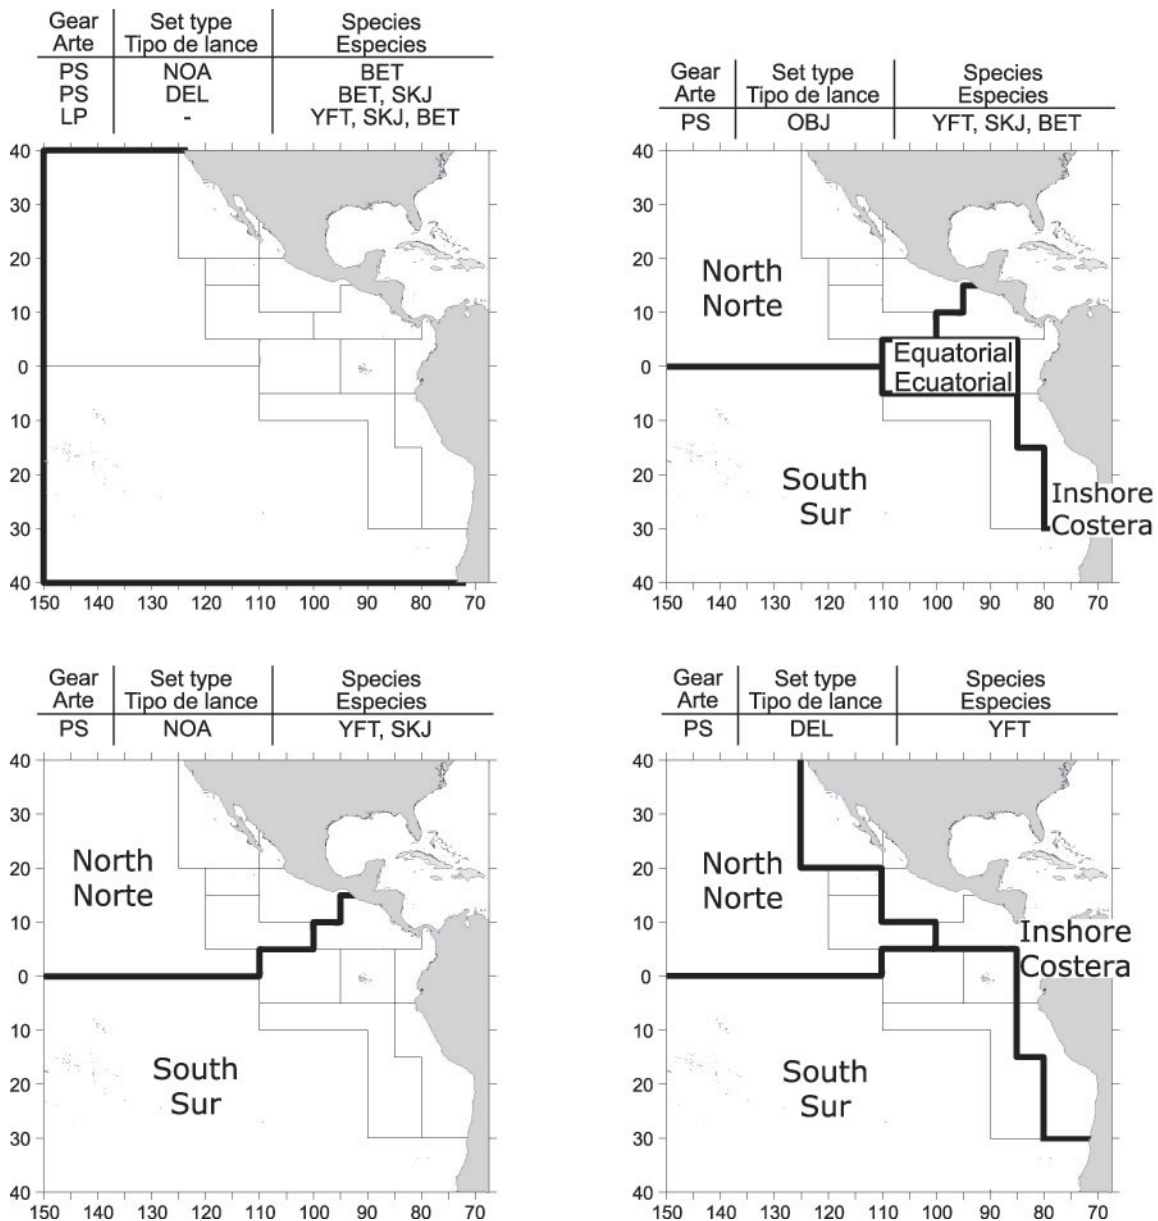 Gear Set type Species
Arte Tipo de lance Especies
PS NOA BET
PS DEL BET, SKJ
LP - YFT, SKJ, BET
40
30
20
10
0
10
20
30
40
150 140 130 120 110 100 90 80 70
Gear Set type Species
Arte Tipo de lance Especies
PS OBJ YFT, SKJ, BET
40
30
20
North
Norte
10
Equatorial
0
Ecuatorial
10
South
20
Sur
Inshore
Costera
30
40
150 140 130 120 110 100 90 80 70
Gear Set type Species
Arte Tipo de lance Especies
PS NOA YFT, SKJ
40
30
North
20
Norte
10
0
10
South
20
Sur
30
40
150 140 130 120 110 100 90 80 70
Gear Set type Species
Arte Tipo de lance Especies
PS DEL YFT
40
30
North
20
Norte
10
Inshore
Costera
0
10
South
20
Sur
30
40
150 140 130 120 110 100 90 80 70